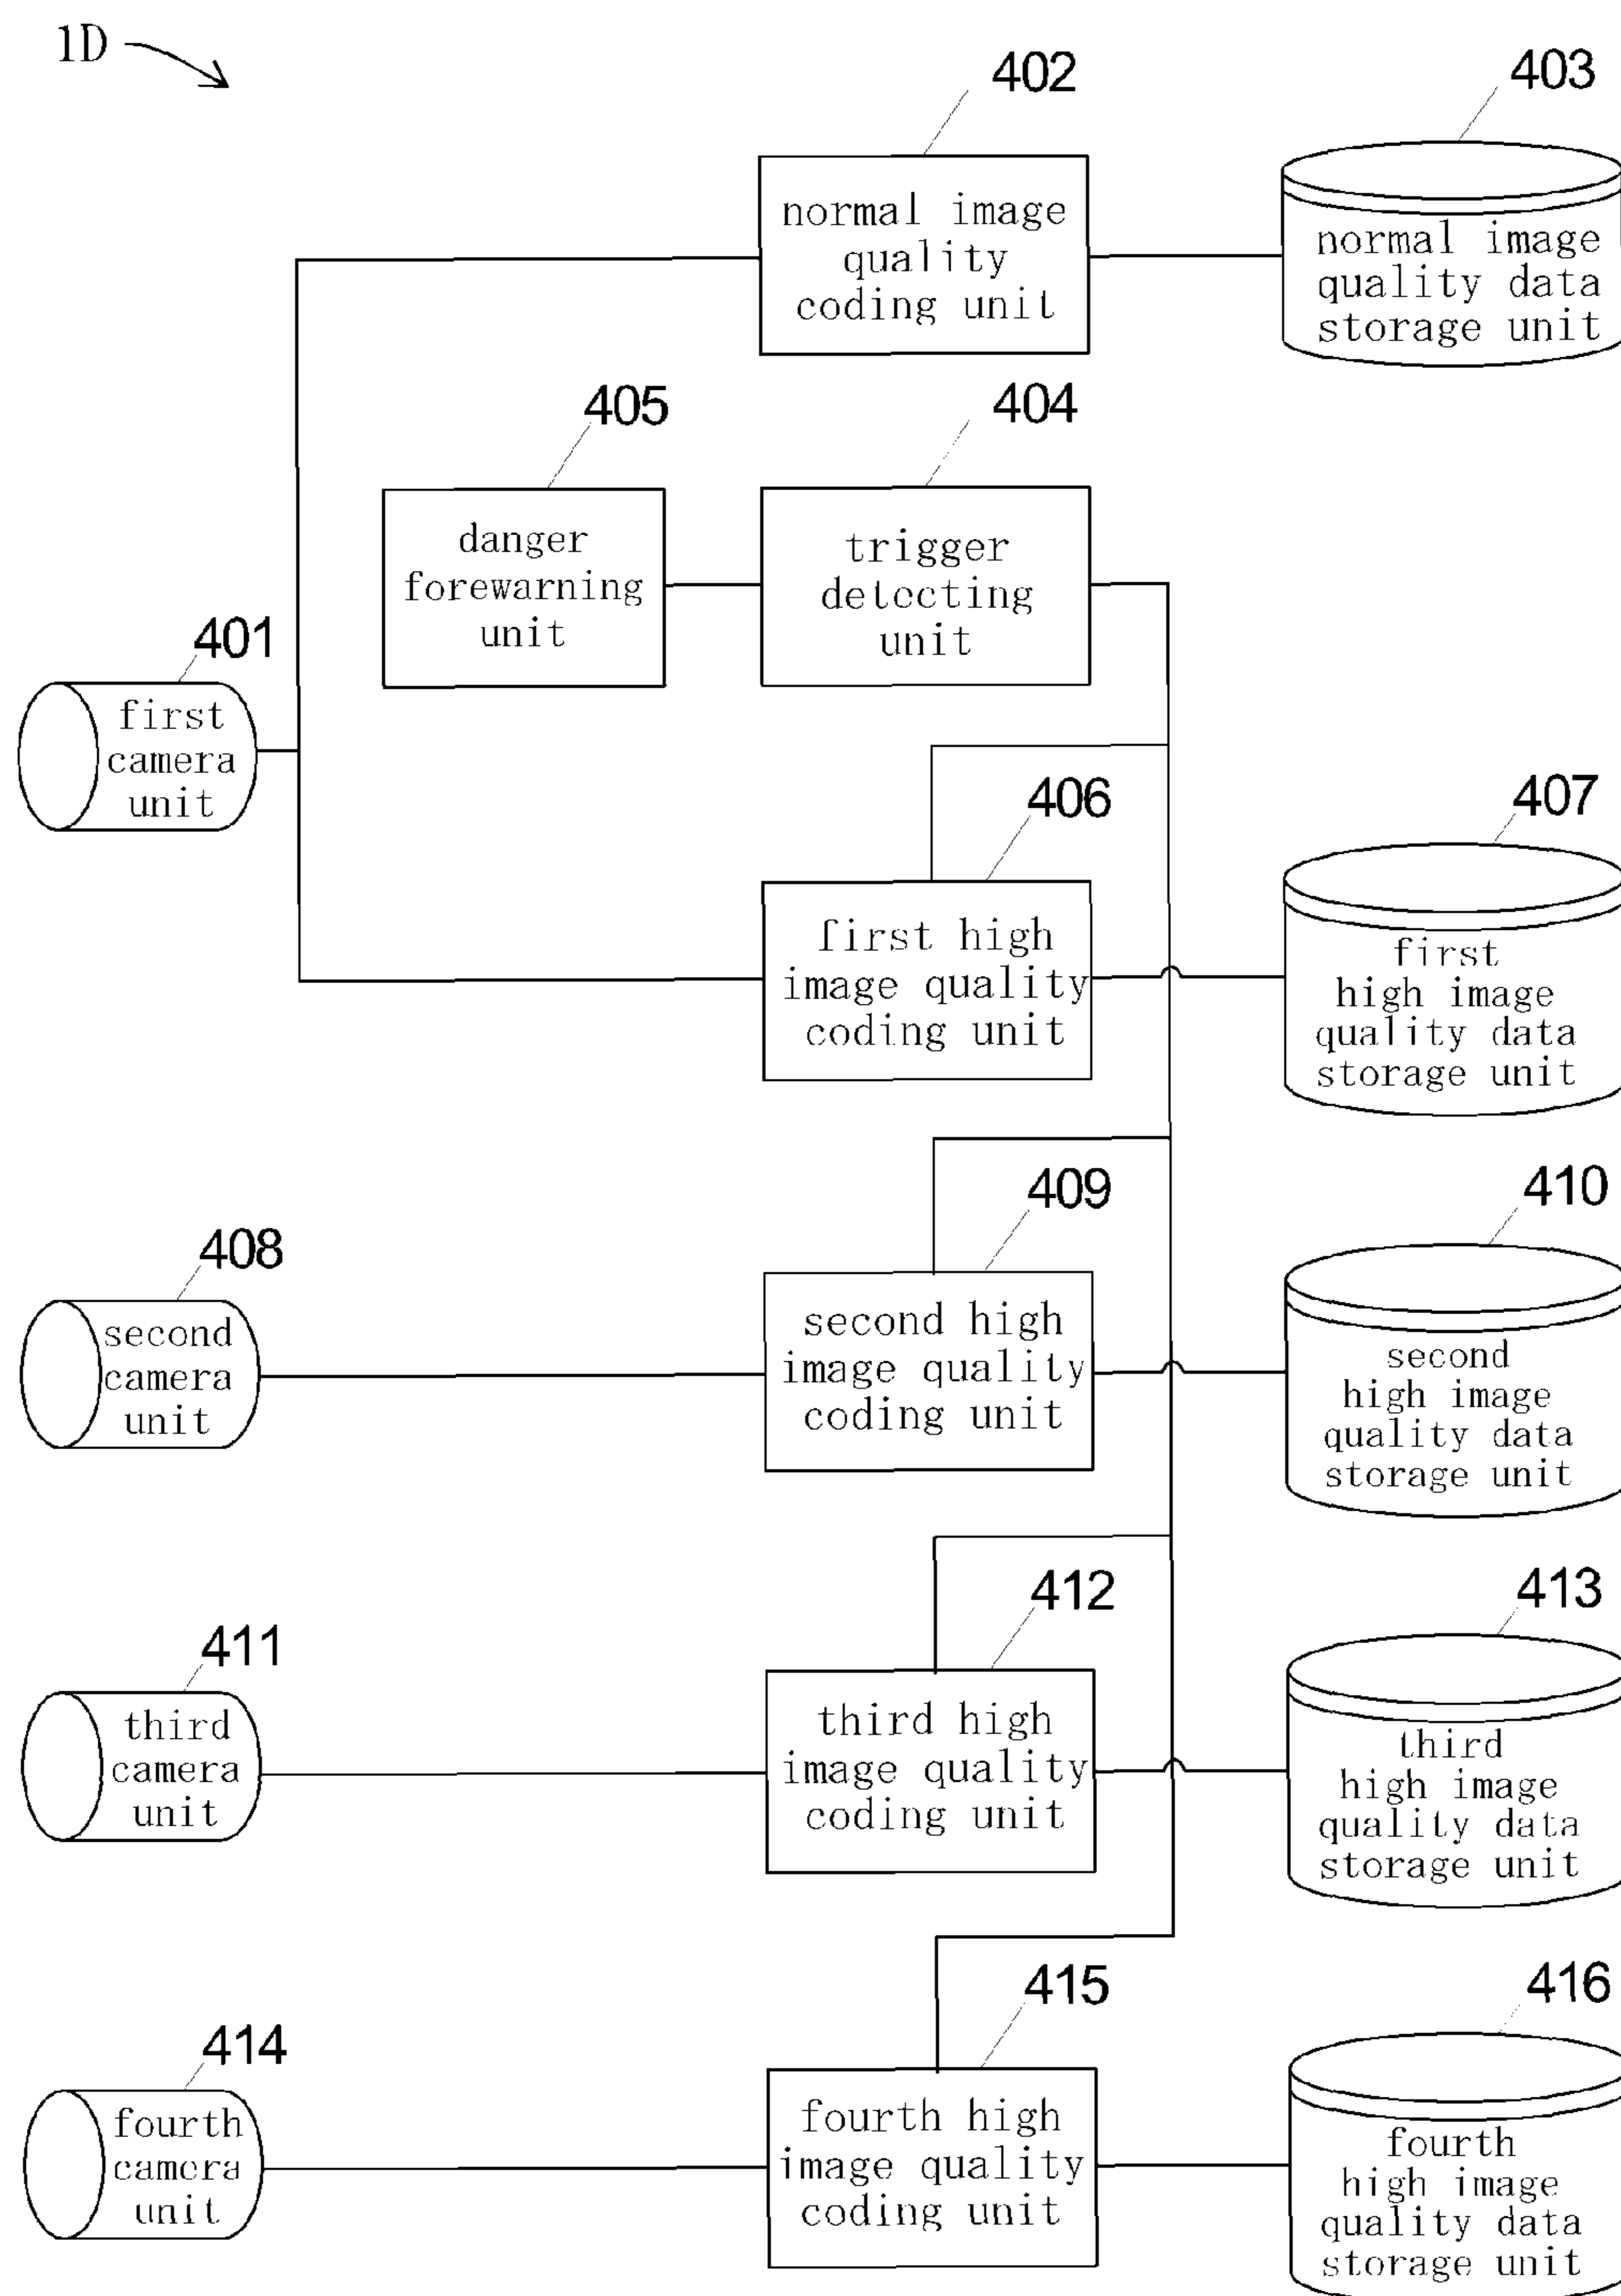 1D
402
403
normal image
quality
coding unit
normal image
quality data
storage unit
405
404
danger
forewarning
unit
trigger
detecting
unit
401
first
camera
unit
406
407
first high
image quality
coding unit
first
high image
quality data
storage unit
408
409
410
second
camera
unit
second high
image quality
coding unit
second
high image
quality data
storage unit
411
412
413
third
camera
unit
third high
image quality
coding unit
third
high image
quality data
storage unit
414
415
416
fourth
camera
unit
fourth high
image quality
coding unit
fourth
high image
quality data
storage unit